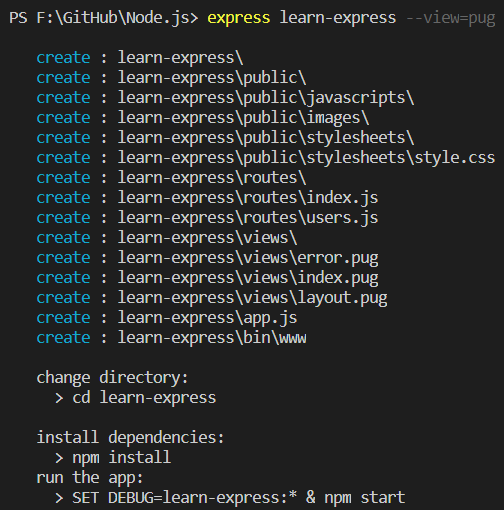 PS F:\GitHub\Node.js> express learn-express --view=pug
create : learn-express\
create : learn-express\public\
create : learn-express\public\javascripts\
create : learn-express\public\images\
create : learn-express\public\stylesheets\
create : learn-express\public\stylesheets\style.css
create : learn-express\routes\
create : learn-express\routes\index.js
create : learn-express\routes\users.js
create : learn-express\views\
create : learn-express\views\error.pug
create : learn-express\views\index.pug
create : learn-express\views\layout.pug
create : learn-express\app.js
create : learn-express\bin\www
change directory:
> cd learn-express
install dependencies:
> npm install
run the app:
> SET DEBUG=learn-express:* & npm start